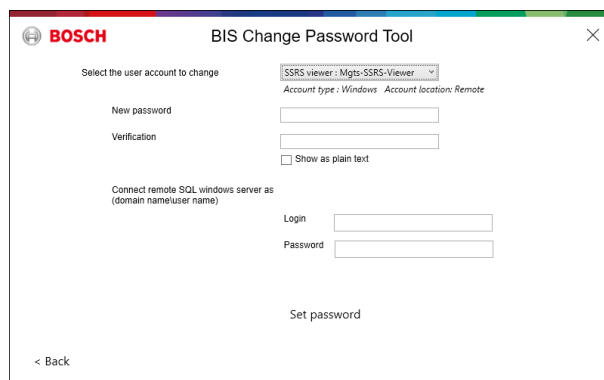 BOSCH
BIS Change Password Tool
Select the user account to change
SSRS viewer : Mgts-SSRS-Viewer
Account type : Windows Account location: Remote
New password
Verification
Show as plain text
Connect remote SQL windows server as
(domain name\user name)
Login
Password
Set password
< Back